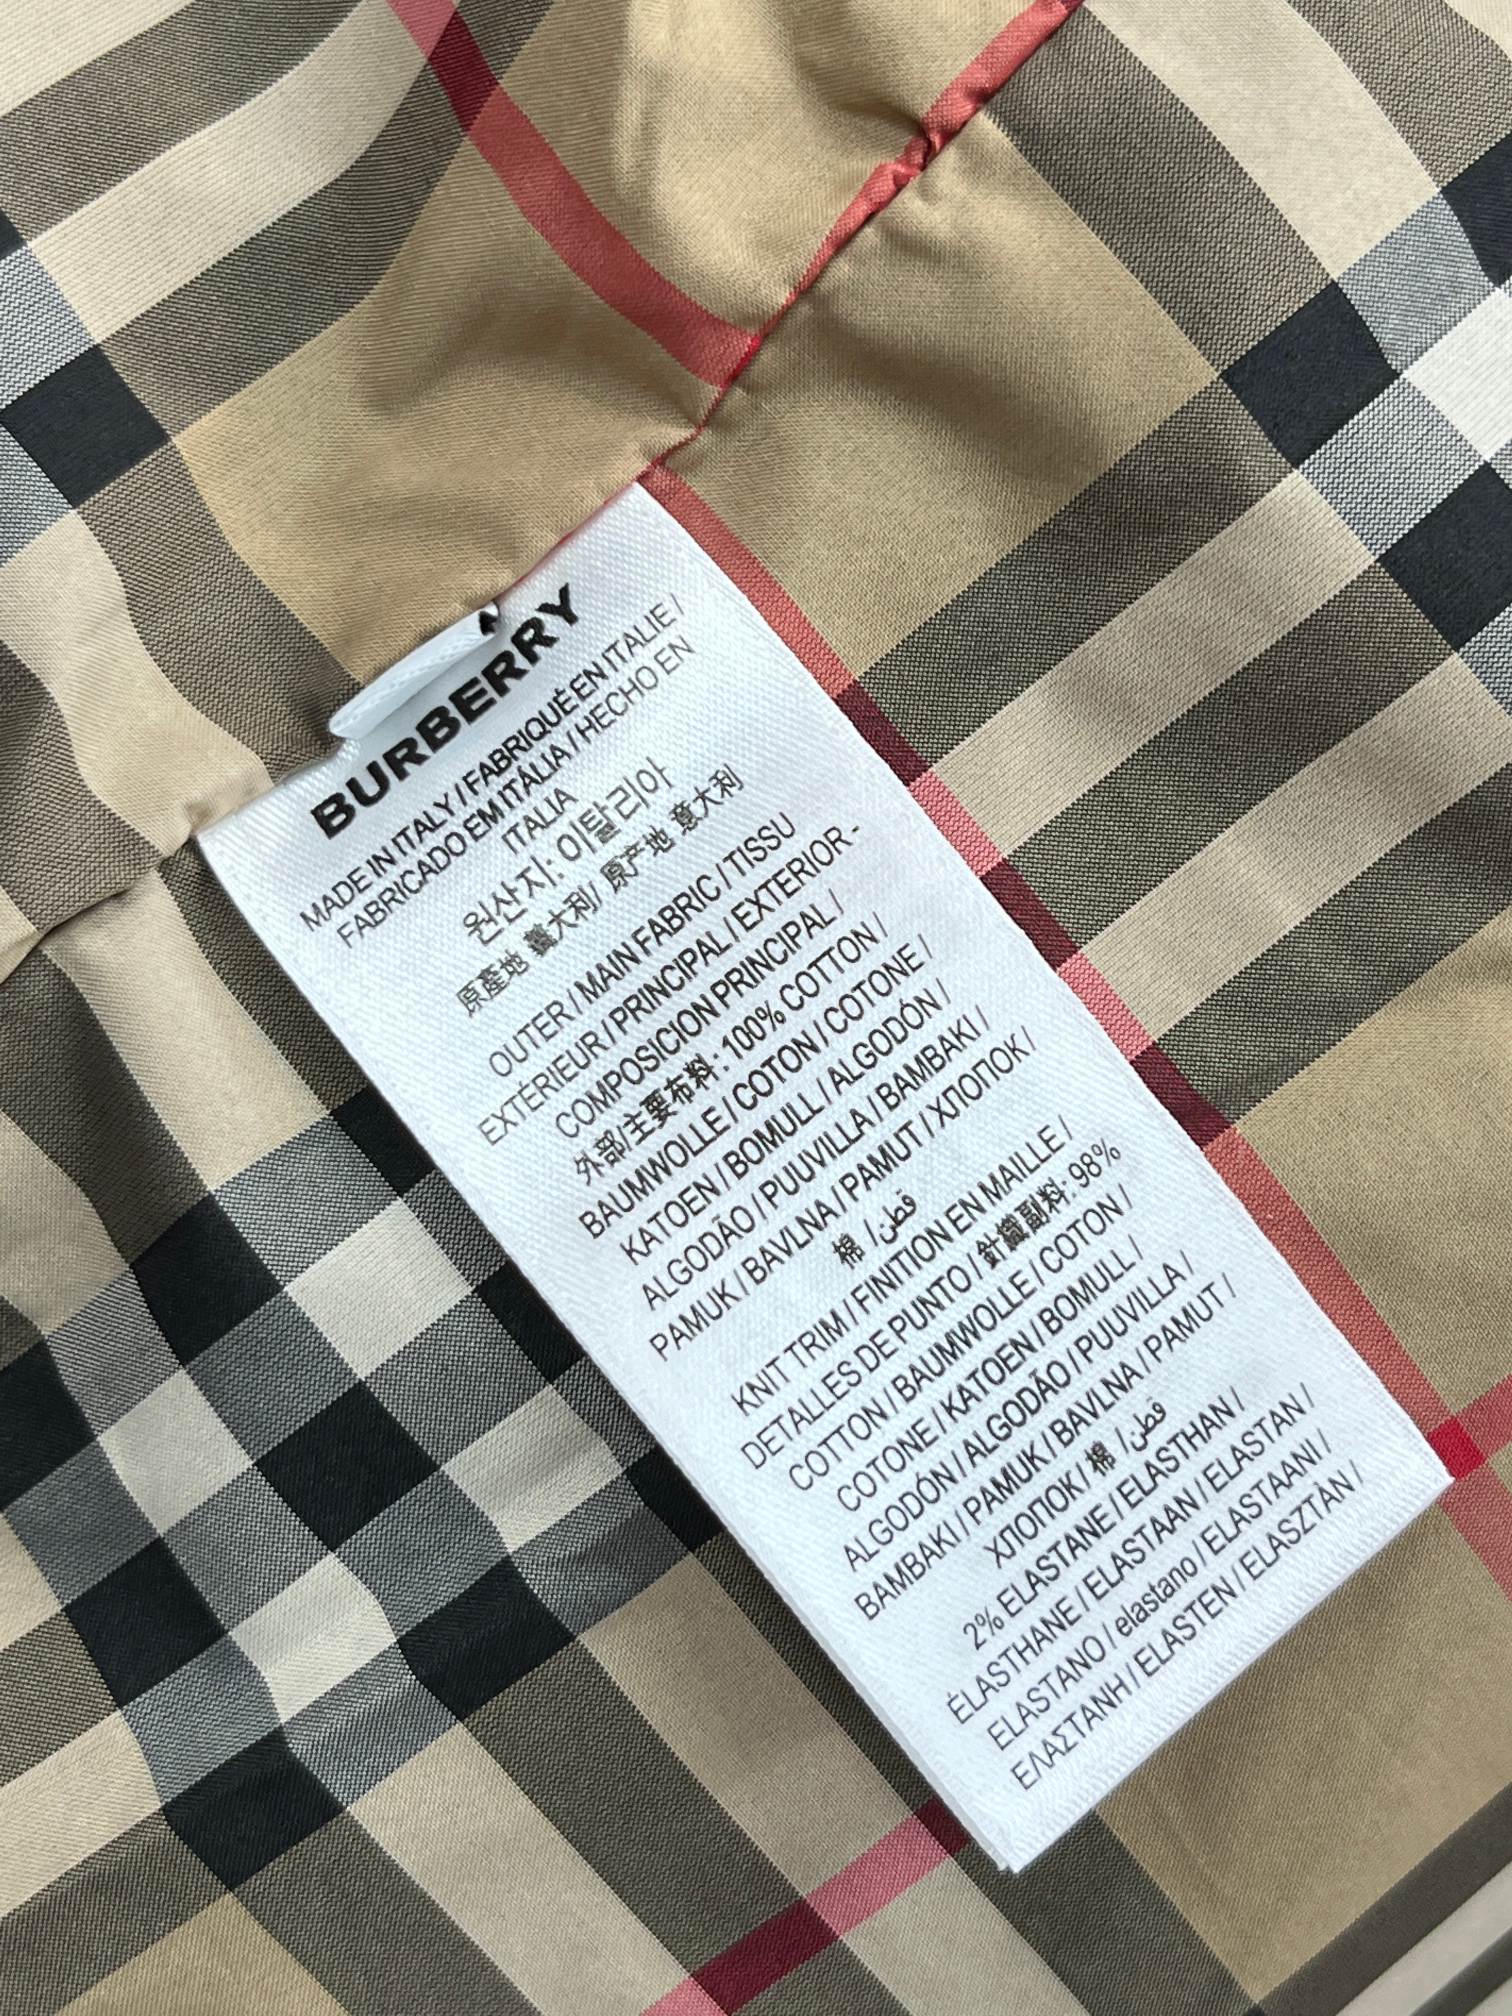 BURBERRY
MADE IN ITALY / FABRIQUÉ EN ITALIE /
FABRICADO EM ITÁLIA / HECHO EN
ITALIA
원산지: 이탈리아
原產地 義大利/ 原产地 意大利
OUTER / MAIN FABRIC / TISSU
EXTÉRIEUR / PRINCIPAL / EXTERIOR -
COMPOSICION PRINCIPAL /
外部/主要布料: 100% COTTON /
BAUMWOLLE / COTON / COTONE /
KATOEN / BOMULL / ALGODÓN /
ALGODÃO / PUUVILLA / BAMBAKI /
PAMUK / BAVLNA / PAMUT / ХЛОПОК /
棉 / قطن
KNIT TRIM / FINITION EN MAILLE /
DETALLES DE PUNTO / 針織副料: 98%
COTTON / BAUMWOLLE / COTON /
COTONE / KATOEN / BOMULL /
ALGODÓN / ALGODÃO / PUUVILLA /
BAMBAKI / PAMUK / BAVLNA / PAMUT /
ХЛОПОК / 棉 / قطن
2% ELASTANE / ELASTHAN /
ÉLASTHANE / ELASTAAN / ELASTAN /
ELASTANO / elastano / ELASTAANI /
ΕΛΑΣΤΑΝΗ / ELASTEN / ELASZTÀN /